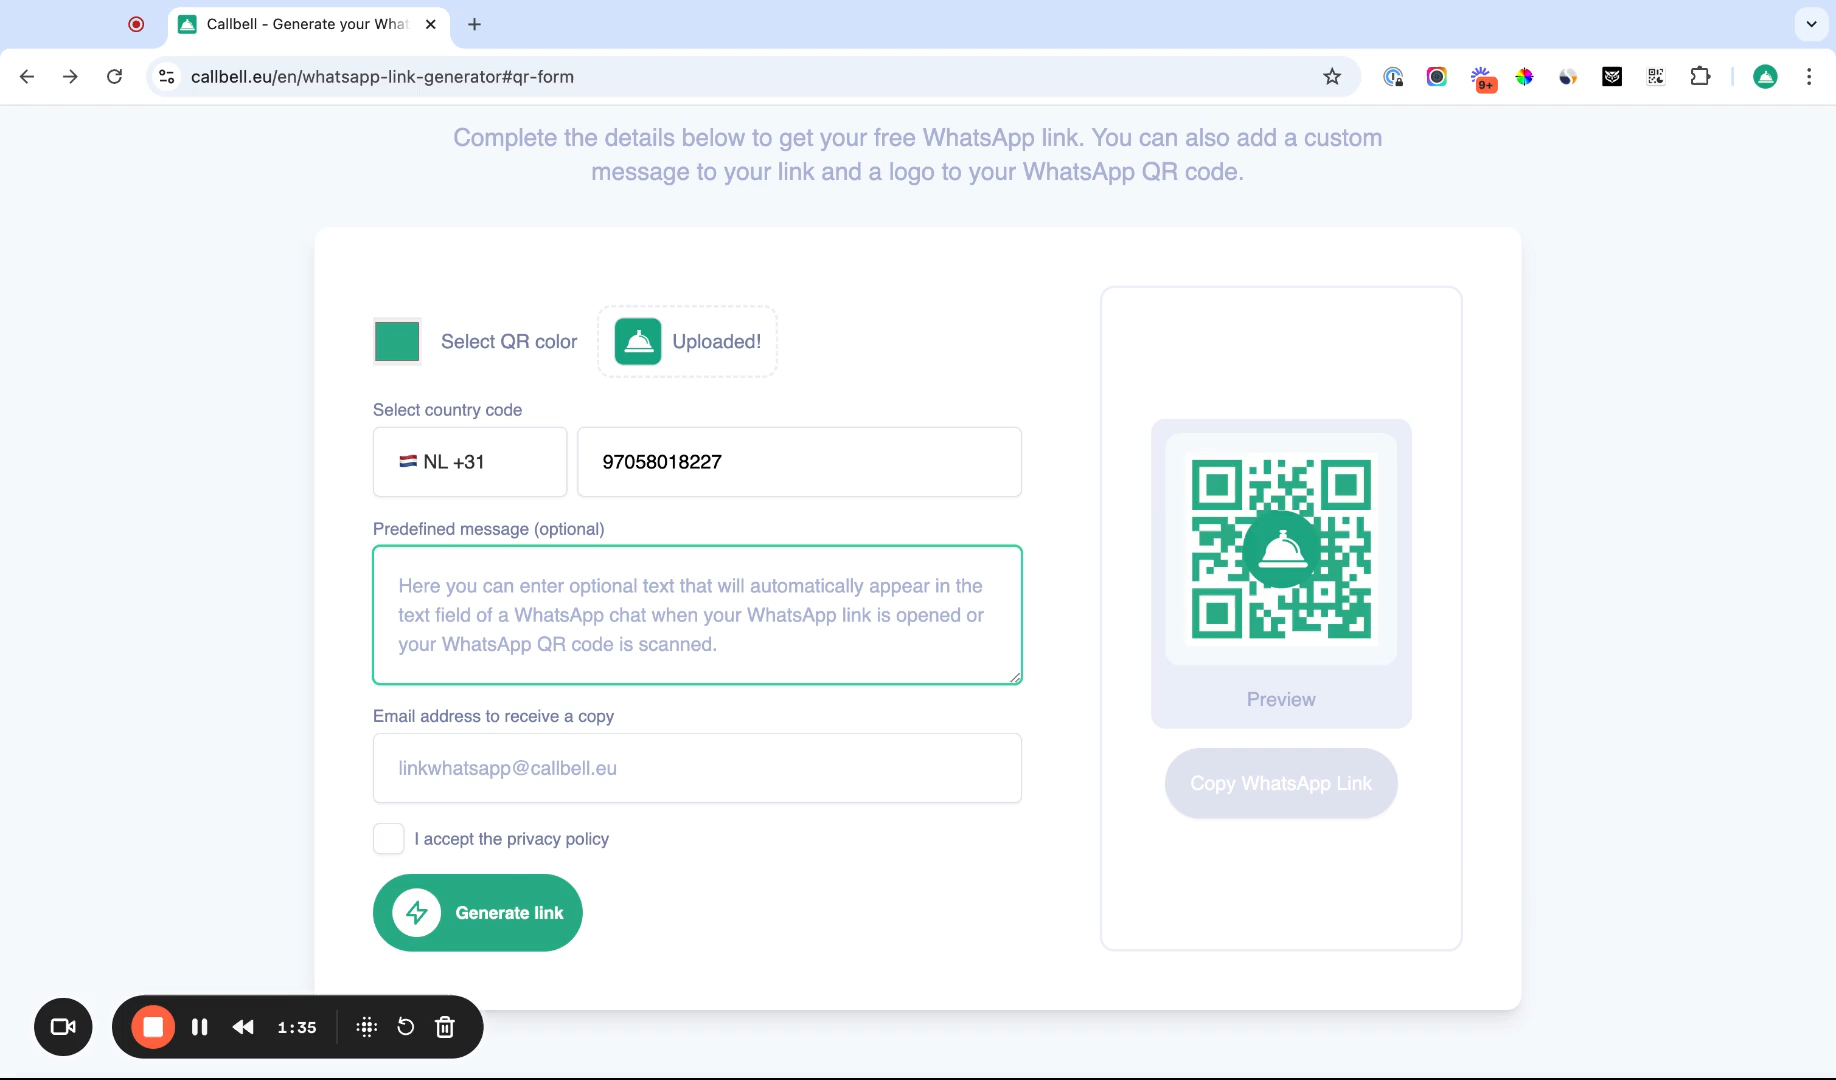 Callbell - Generate your What
callbell.eu/en/whatsapp-link-generator#qr-form
9+
Complete the details below to get your free WhatsApp link. You can also add a custom
message to your link and a logo to your WhatsApp QR code.
Select QR color
Uploaded!
Select country code
NL +31
97058018227
Predefined message (optional)
Here you can enter optional text that will automatically appear in the
text field of a WhatsApp chat when your WhatsApp link is opened or
your WhatsApp QR code is scanned.
Email address to receive a copy
linkwhatsapp@callbell.eu
I accept the privacy policy
Generate link
Preview
Copy WhatsApp Link
1:35